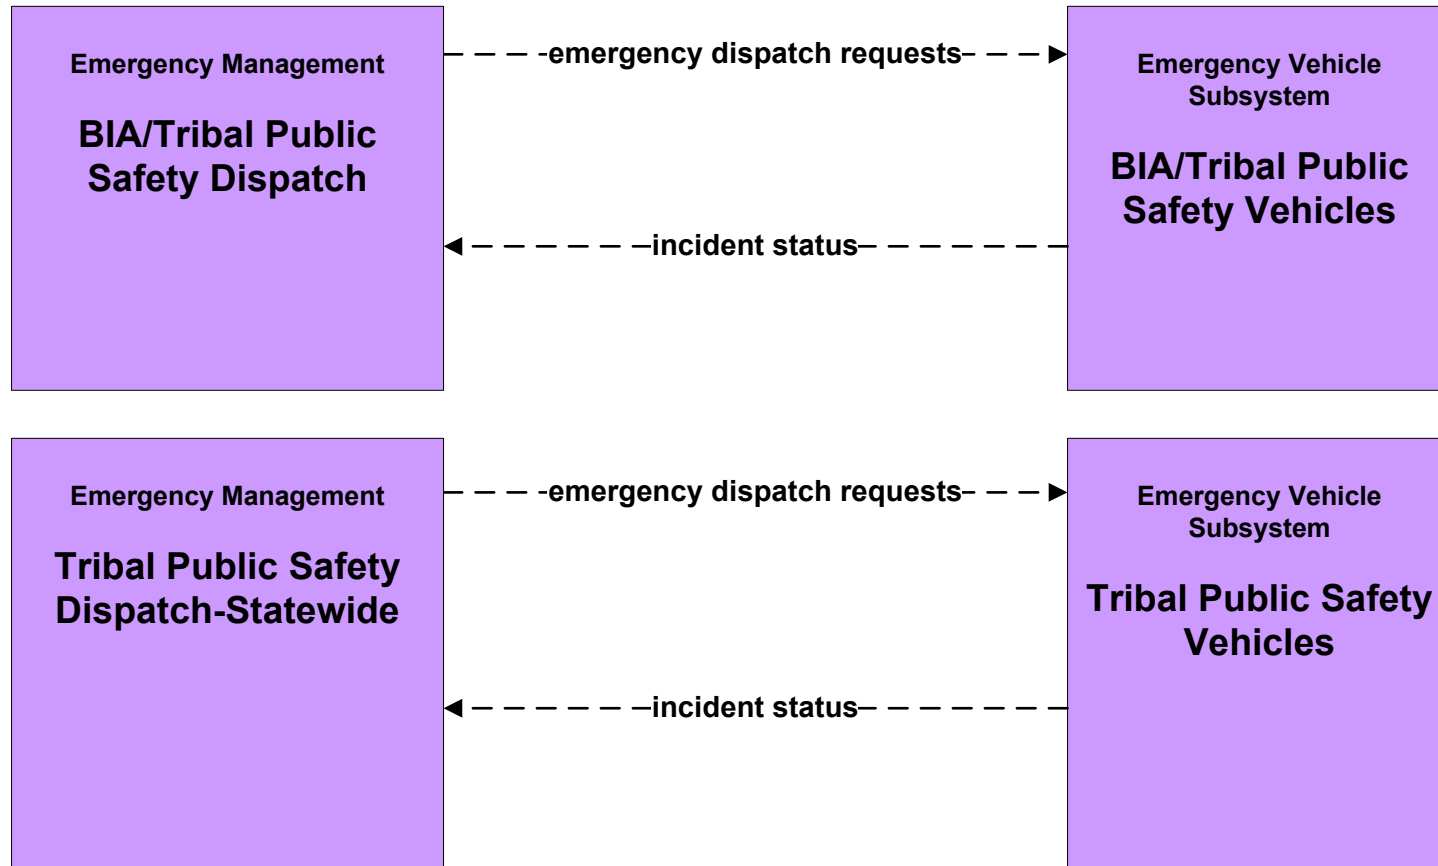 Emergency Management
BIA/Tribal Public
Safety Dispatch
emergency dispatch requests
incident status
Emergency Vehicle
Subsystem
BIA/Tribal Public
Safety Vehicles
Emergency Management
Tribal Public Safety
Dispatch-Statewide
emergency dispatch requests
incident status
Emergency Vehicle
Subsystem
Tribal Public Safety
Vehicles